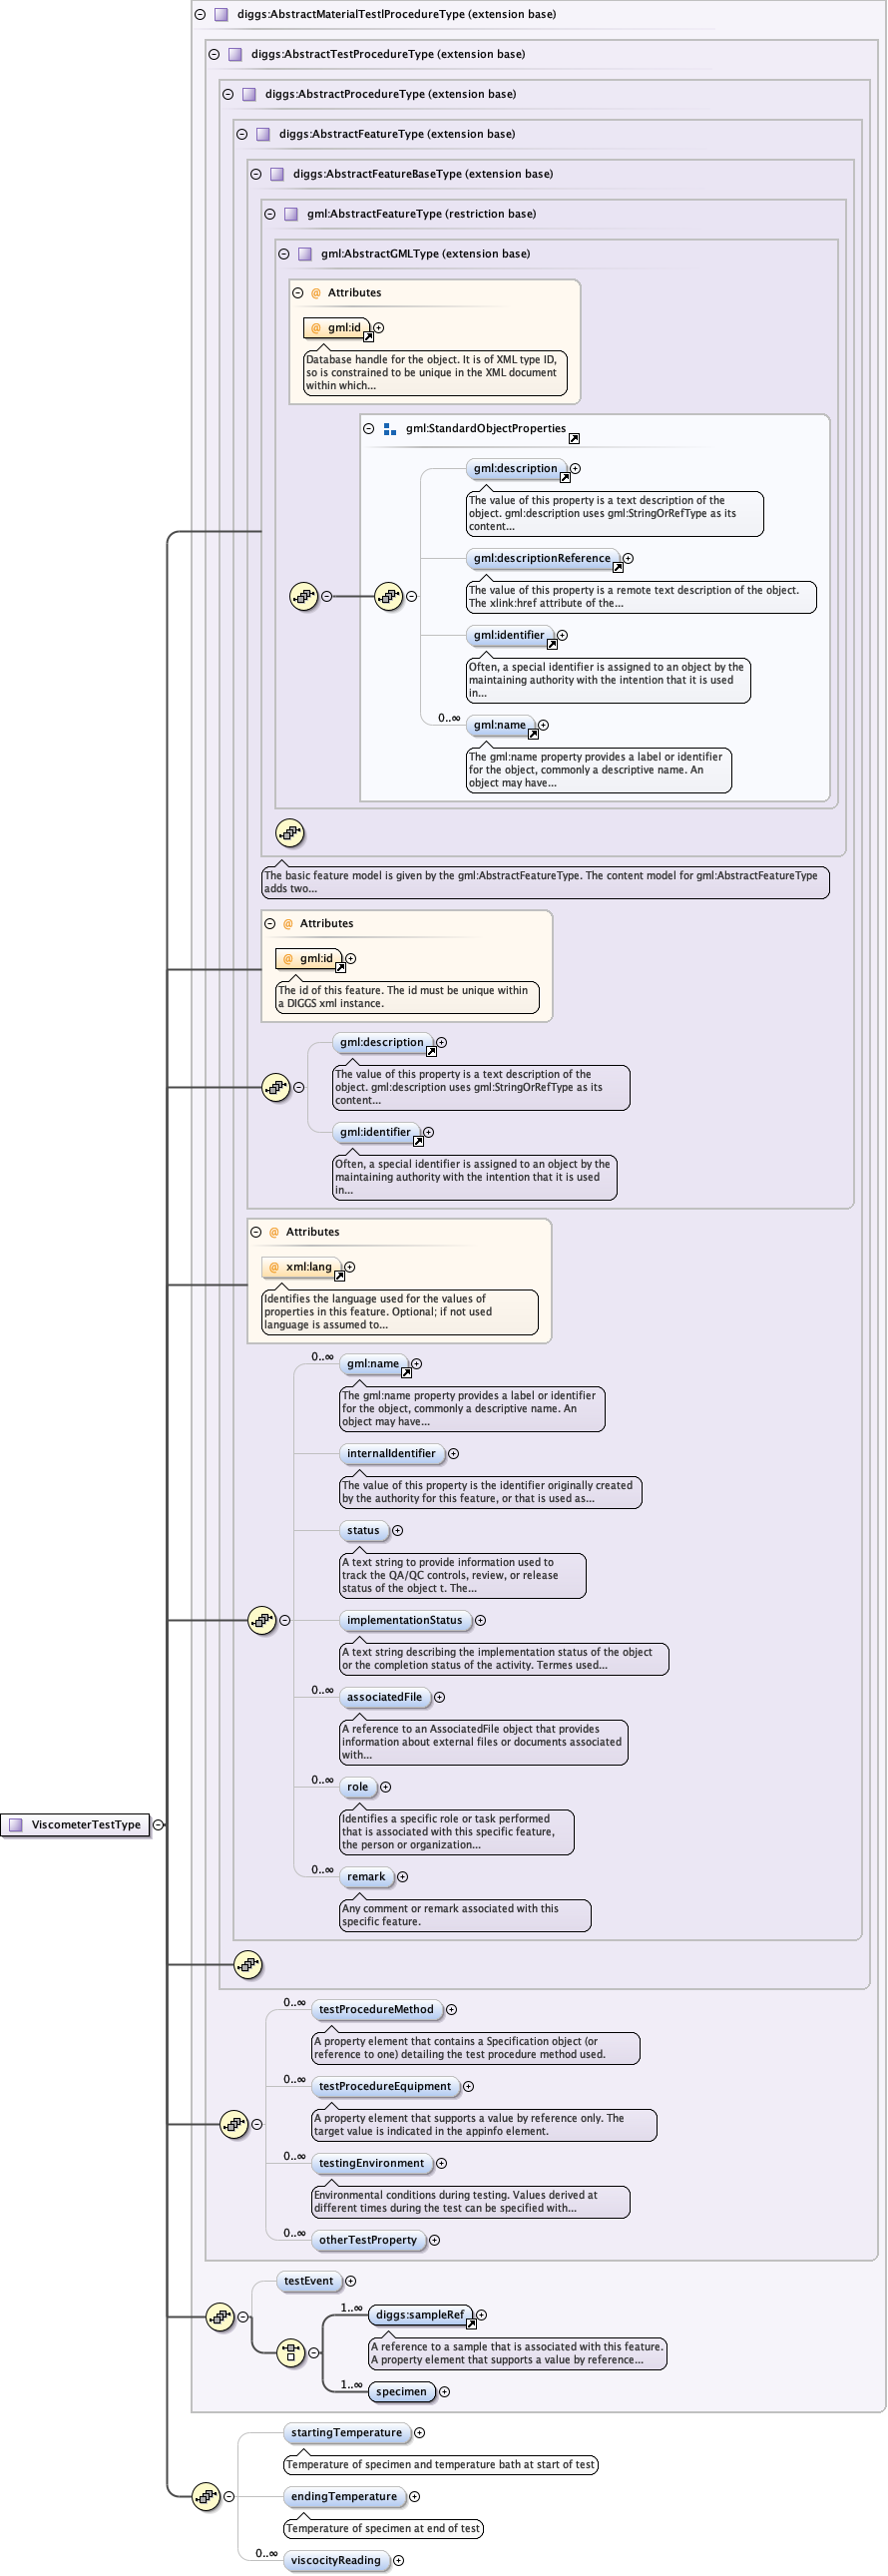 diggs:AbstractMaterialTestlProcedureType (extension base)
diggs:AbstractTestProcedureType (extension base)
diggs:AbstractProcedureType (extension base)
diggs:AbstractFeatureType (extension base)
diggs:AbstractFeatureBaseType (extension base)
gml:AbstractFeatureType (restriction base)
gml:AbstractGMLType (extension base)
@ Attributes
@ gml:id
Database handle for the object. It is of XML type ID,
so is constrained to be unique in the XML document
within which...
gml:StandardObjectProperties
gml:description
The value of this property is a text description of the
object. gml:description uses gml:StringOrRefType as its
content...
gml:descriptionReference
The value of this property is a remote text description of the object.
The xlink:href attribute of the...
gml:identifier
Often, a special identifier is assigned to an object by the
maintaining authority with the intention that it is used
in...
0..∞
gml:name
The gml:name property provides a label or identifier
for the object, commonly a descriptive name. An
object may have...
The basic feature model is given by the gml:AbstractFeatureType. The content model for gml:AbstractFeatureType
adds two...
@ Attributes
@ gml:id
The id of this feature. The id must be unique within
a DIGGS xml instance.
gml:description
The value of this property is a text description of the
object. gml:description uses gml:StringOrRefType as its
content...
gml:identifier
Often, a special identifier is assigned to an object by the
maintaining authority with the intention that it is used
in...
@ Attributes
@ xml:lang
Identifies the language used for the values of
properties in this feature. Optional; if not used
language is assumed to...
0..∞
gml:name
The gml:name property provides a label or identifier
for the object, commonly a descriptive name. An
object may have...
internalIdentifier
The value of this property is the identifier originally created
by the authority for this feature, or that is used as...
status
A text string to provide information used to
track the QA/QC controls, review, or release
status of the object t. The...
implementationStatus
A text string describing the implementation status of the object
or the completion status of the activity. Termes used...
0..∞
associatedFile
A reference to an AssociatedFile object that provides
information about external files or documents associated
with...
0..∞
role
Identifies a specific role or task performed
that is associated with this specific feature,
the person or organization...
ViscometerTestType
0..∞
remark
Any comment or remark associated with this
specific feature.
0..∞
testProcedureMethod
A property element that contains a Specification object (or
reference to one) detailing the test procedure method used.
0..∞
testProcedureEquipment
A property element that supports a value by reference only. The
target value is indicated in the appinfo element.
0..∞
testingEnvironment
Environmental conditions during testing. Values derived at
different times during the test can be specified with...
0..∞
otherTestProperty
testEvent
1..∞
diggs:sampleRef
A reference to a sample that is associated with this feature.
A property element that supports a value by reference...
1..∞
specimen
startingTemperature
Temperature of specimen and temperature bath at start of test
endingTemperature
Temperature of specimen at end of test
0..∞
viscocityReading